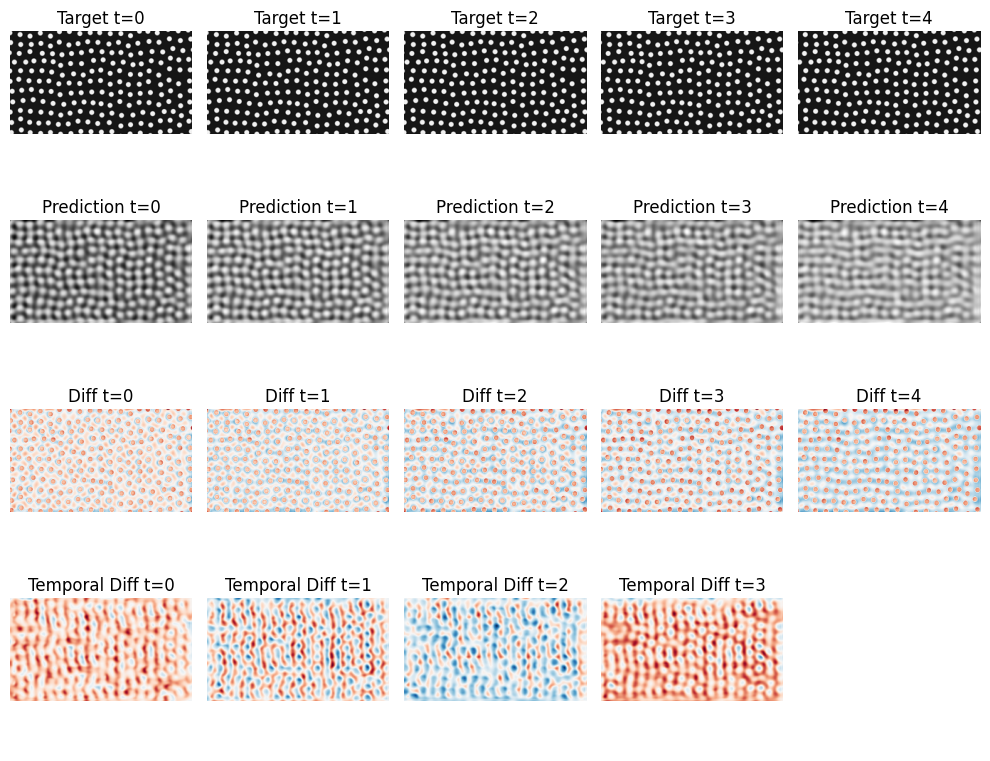 Target t=0 Target t=1 Target t=2 Target t=3 Target t=4
Prediction t=0 Prediction t=1 Prediction t=2 Prediction t=3 Prediction t=4
Diff t=0 Diff t=1 Diff t=2 Diff t=3 Diff t=4
Temporal Diff t=0 Temporal Diff t=1 Temporal Diff t=2 Temporal Diff t=3